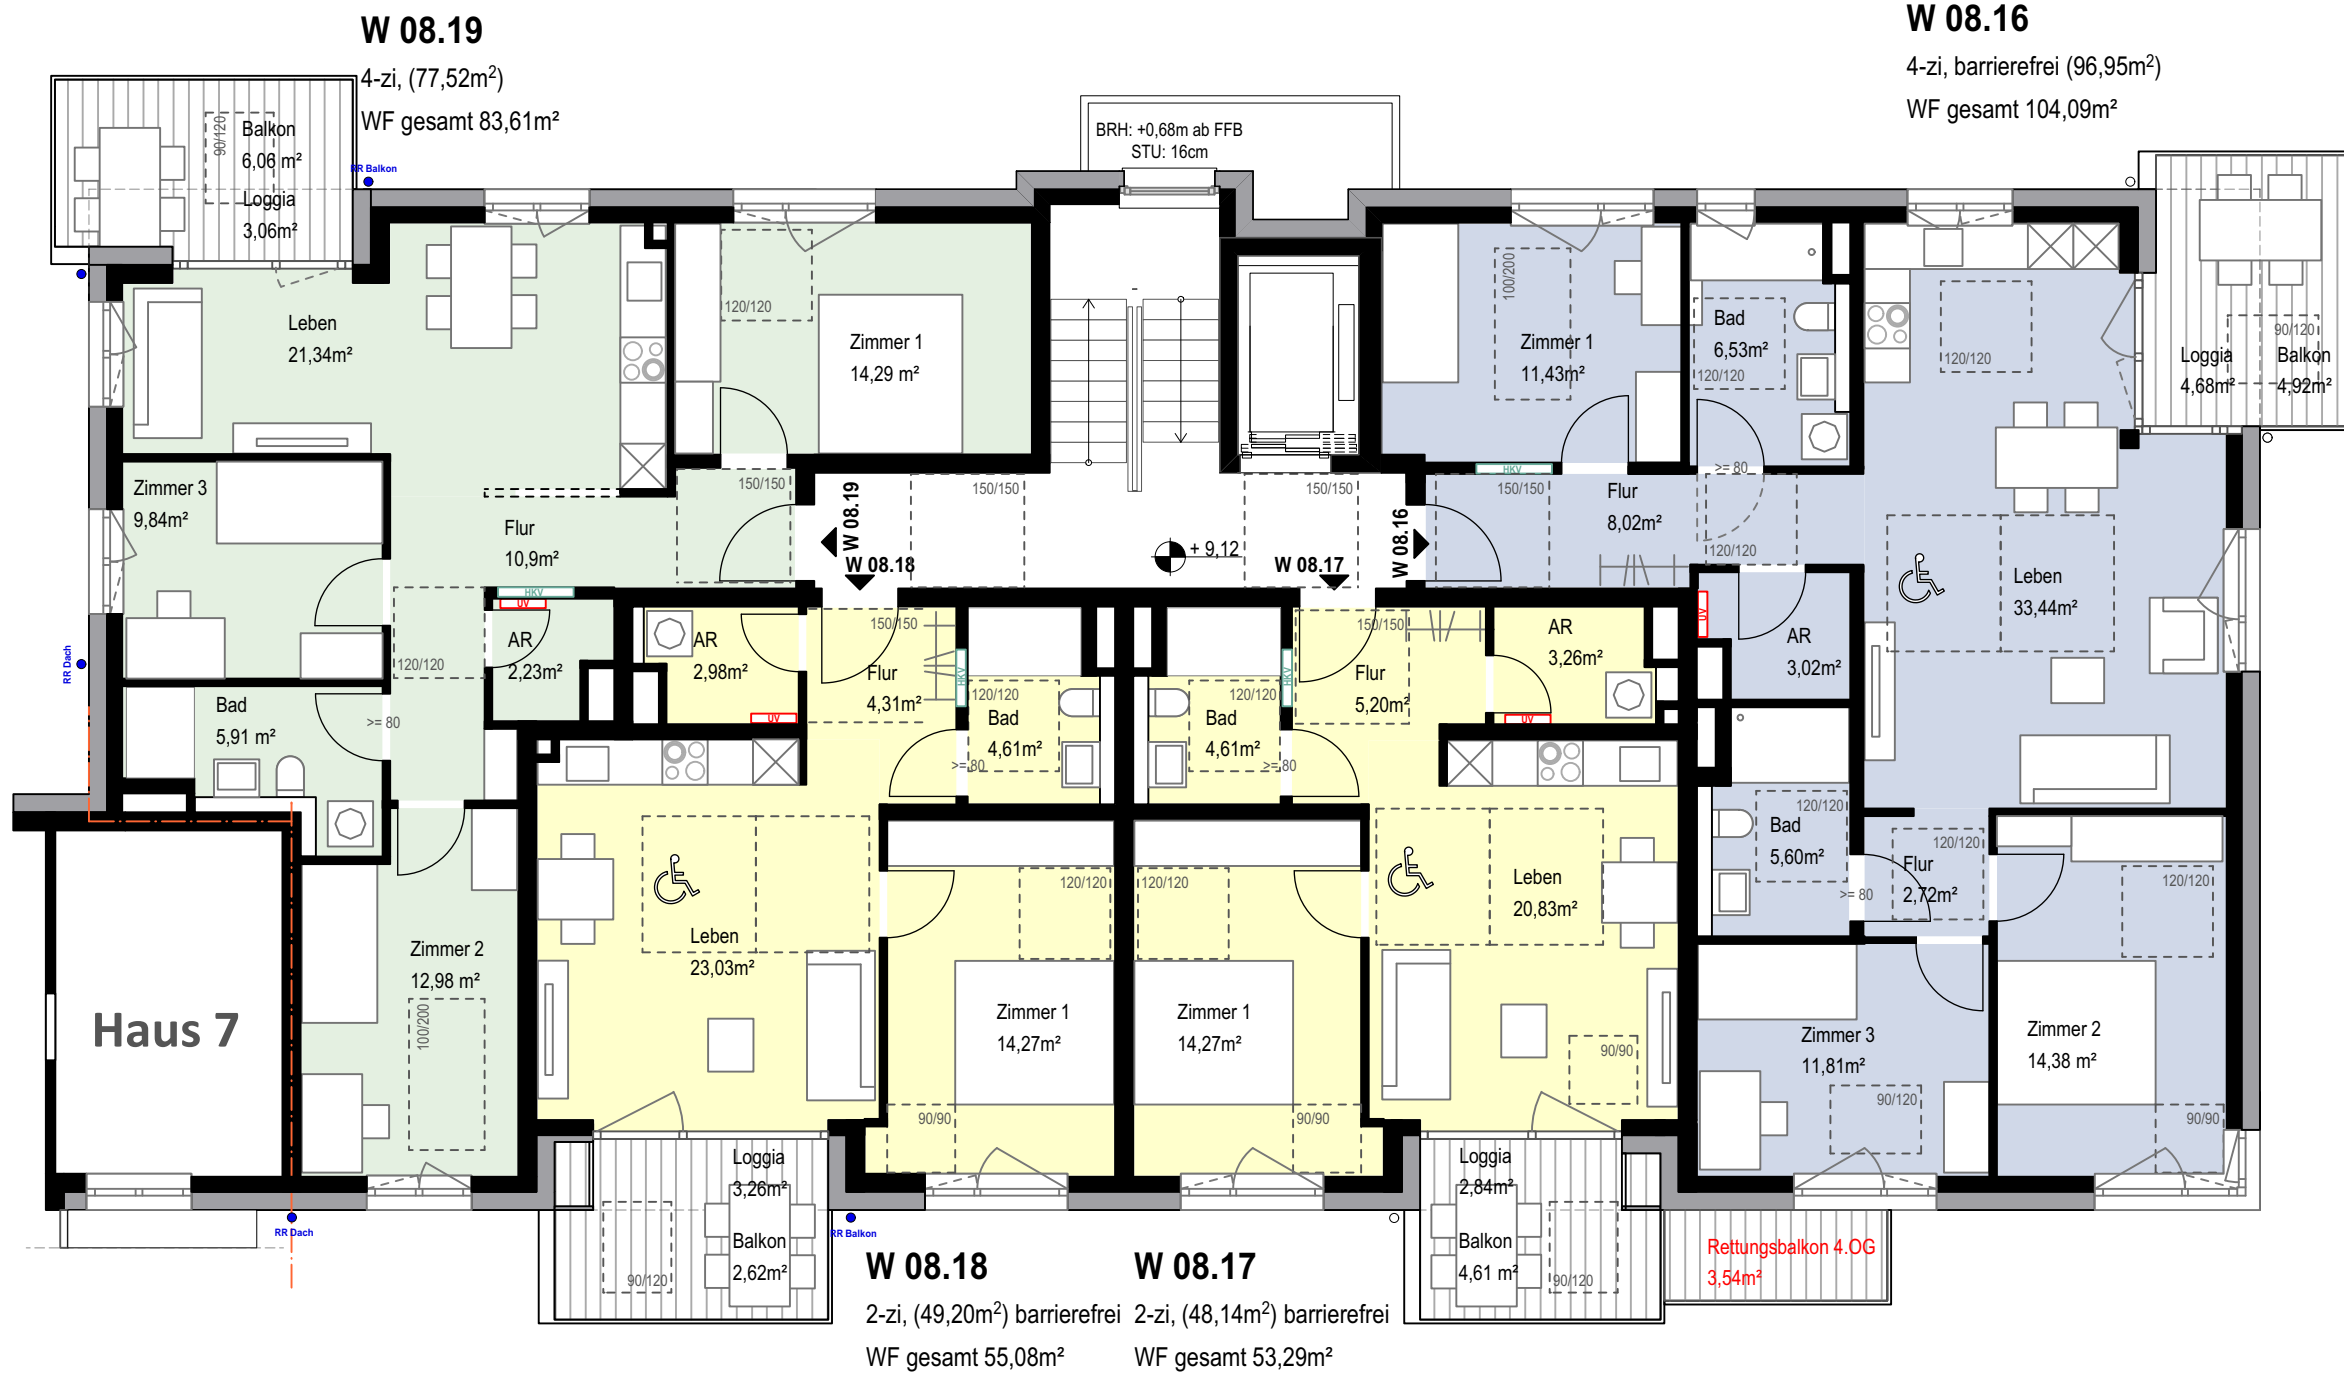 W 08.19
4-zi, (77,52m²)
WF gesamt 83,61m²
W 08.16
4-zi, barrierefrei (96,95m²)
WF gesamt 104,09m²
90/120
Balkon
6,06 m²
Loggia
3,06m²
RR Balkon
BRH: +0,68m ab FFB
STU: 16cm
Leben
21,34m²
120/120
Zimmer 1
14,29 m²
100/200
Zimmer 1
11,43m²
Bad
6,53m²
120/120
120/120
90/120
Loggia
4,68m²
Balkon
4,92m²
Zimmer 3
9,84m²
Flur
10,9m²
150/150
W 08.19
150/150
W 08.18
+ 9,12
150/150
W 08.17
W 08.16
HKV
150/150
Flur
8,02m²
>= 80
120/120
Leben
33,44m²
RR Dach
HKV
UV
AR
2,23m²
120/120
AR
2,98m²
UV
150/150
Flur
4,31m²
HKV
120/120
Bad
4,61m²
>= 80
120/120
Bad
4,61m²
>= 80
HKV
150/150
Flur
5,20m²
AR
3,26m²
UV
UV
AR
3,02m²
Bad
5,91 m²
>= 80
120/120
Bad
5,60m²
>= 80
120/120
Flur
2,72m²
Haus 7
Zimmer 2
12,98 m²
100/200
Leben
23,03m²
120/120
Zimmer 1
14,27m²
90/90
120/120
Zimmer 1
14,27m²
90/90
Leben
20,83m²
90/90
Zimmer 3
11,81m²
90/120
120/120
Zimmer 2
14,38 m²
90/90
RR Dach
Loggia
3,26m²
Balkon
2,62m²
90/120
RR Balkon
Loggia
2,84m²
Balkon
4,61 m²
90/120
Rettungsbalkon 4.OG
3,54m²
W 08.18
2-zi, (49,20m²) barrierefrei
WF gesamt 55,08m²
W 08.17
2-zi, (48,14m²) barrierefrei
WF gesamt 53,29m²